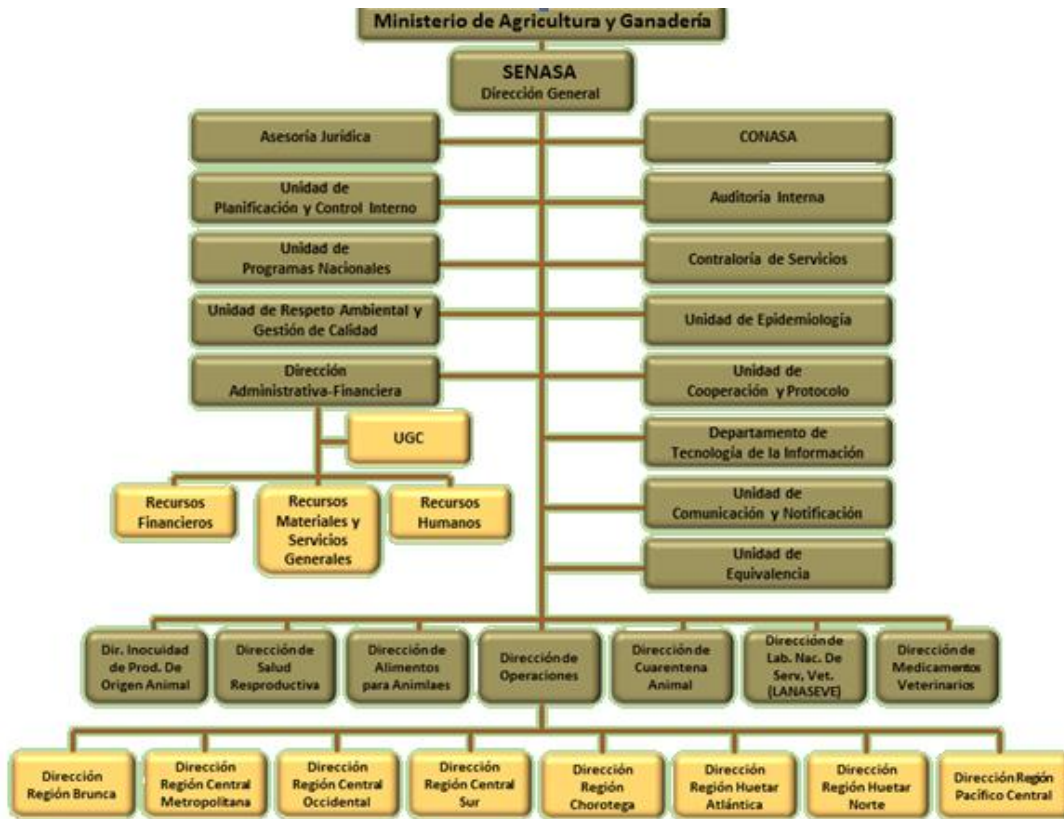 Ministerio de Agricultura y Ganadería
SENASA
Dirección General
Asesoría Jurídica
CONASA
Unidad de
Planificación y Control Interno
Auditoría Interna
Unidad de
Programas Nacionales
Contraloría de Servicios
Unidad de Respeto Ambiental y
Gestión de Calidad
Unidad de Epidemiología
Dirección
Administrativa-Financiera
Unidad de
Cooperación y Protocolo
UGC
Departamento de
Tecnología de la Información
Recursos
Financieros
Recursos
Materiales y
Servicios
Generales
Recursos
Humanos
Unidad de
Comunicación y Notificación
Unidad de
Equivalencia
Dir. Inocuidad
de Prod. De
Origen Animal
Dirección de
Salud
Resproductiva
Dirección de
Alimentos
para Animlaes
Dirección de
Operaciones
Dirección de
Cuarentena
Animal
Dirección de
Lab. Nac. De
Serv, Vet.
(LANASEVE)
Dirección de
Medicamentos
Veterinarios
Dirección
Región Brunca
Dirección
Región Central
Metropolitana
Dirección
Región Central
Occidental
Dirección
Región Central
Sur
Dirección
Región
Chorotega
Dirección
Región Huetar
Atlántica
Dirección
Región Huetar
Norte
Dirección Región
Pacífico Central